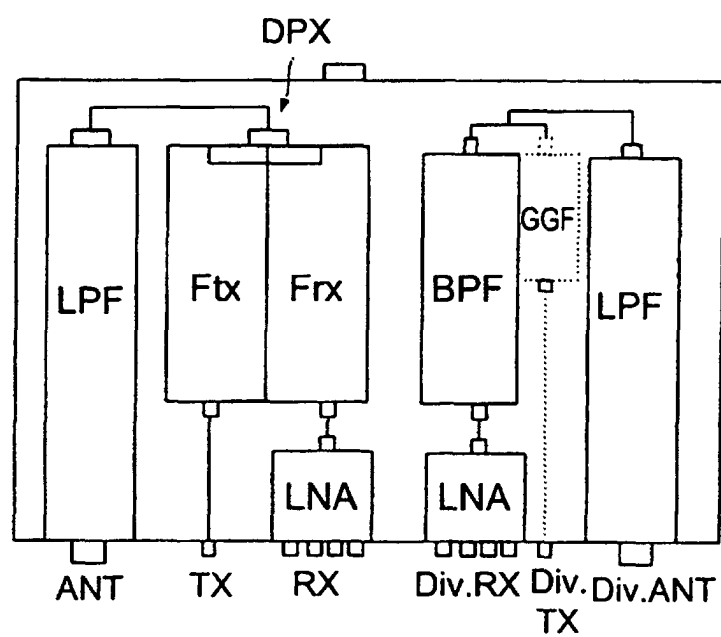 DPX
LPF
Ftx
Frx
BPF
GGF
LPF
LNA
LNA
ANT
TX
RX
Div.RX
Div.
TX
Div.ANT